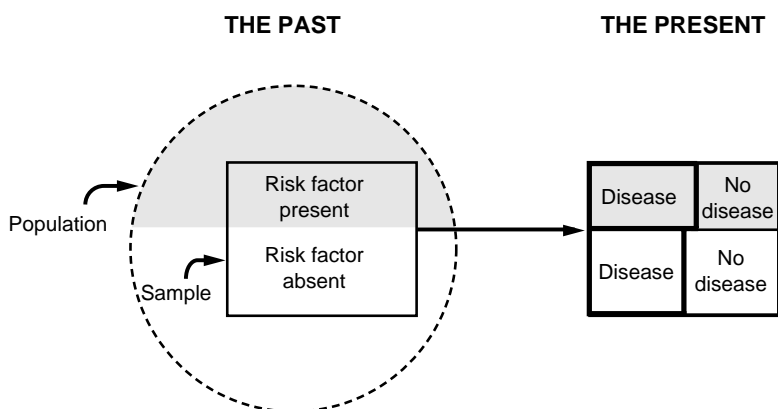 THE PAST
THE PRESENT
Population
Sample
Risk factor
present
Risk factor
absent
Disease
No
disease
Disease
No
disease